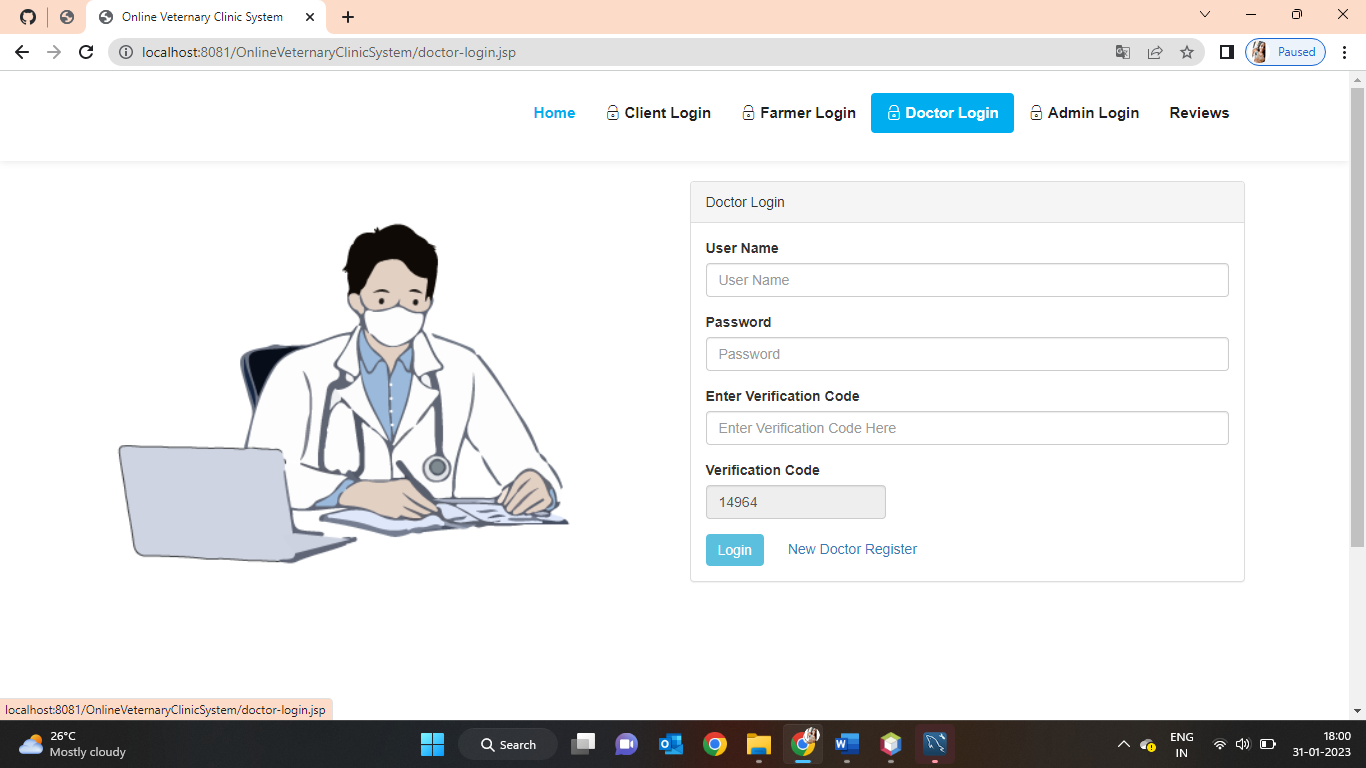 Online Veternary Clinic System
localhost:8081/OnlineVeternaryClinicSystem/doctor-login.jsp
Paused
Home Client Login Farmer Login Doctor Login Admin Login Reviews
Doctor Login
User Name
User Name
Password
Password
Enter Verification Code
Enter Verification Code Here
Verification Code
14964
Login New Doctor Register
localhost:8081/OnlineVeternaryClinicSystem/doctor-login.jsp
26°C
Mostly cloudy
Search
ENG
IN
18:00
31-01-2023